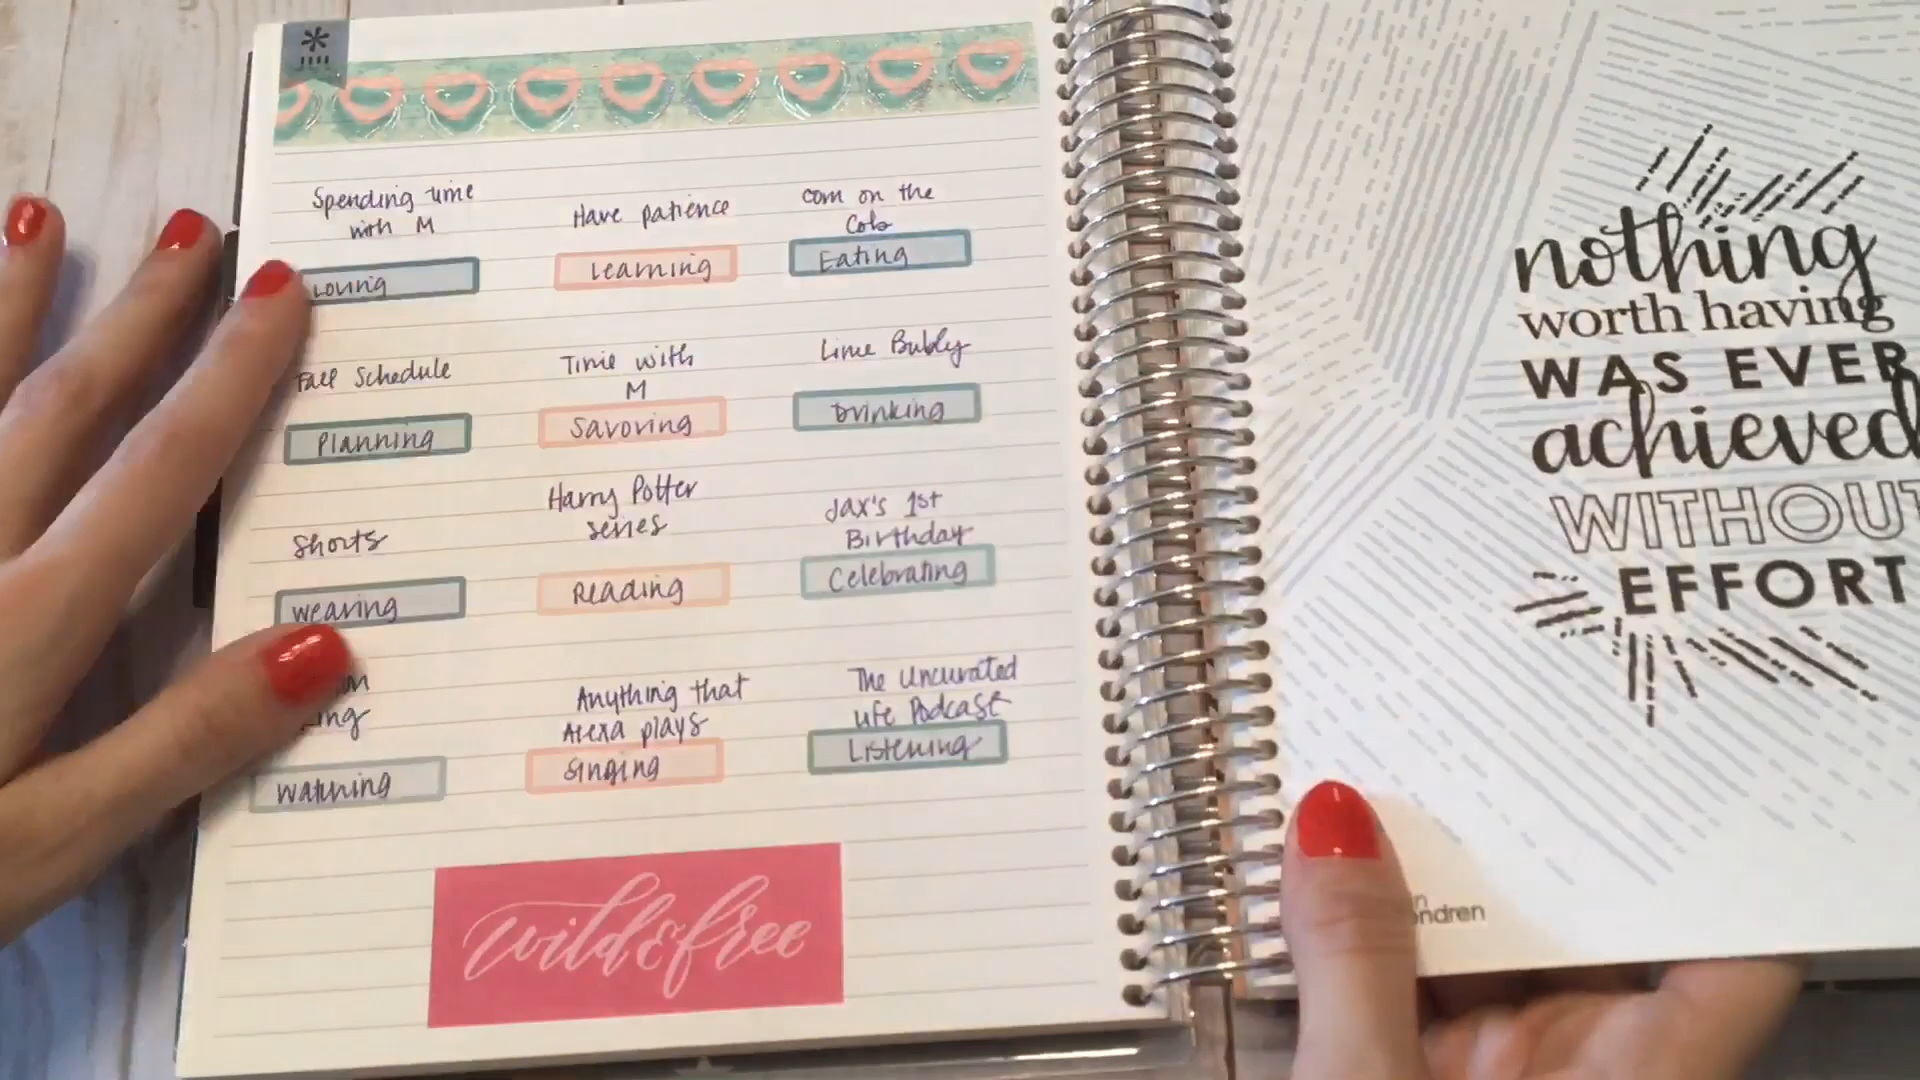 Spending time
with M
Loving
Have patience
Learning
corn on the
Cob
Eating
Fall Schedule
Planning
Time with
M
Savoring
Lime Bubly
Drinking
Shorts
Wearing
Harry Potter
series
Reading
Jax's 1st
Birthday
Celebrating
Watching
Anything that
Alexa plays
Singing
The Uncurated
Life Podcast
Listening
wild & free
nothing
worth having
WAS EVER
achieved
WITHOUT
EFFORT